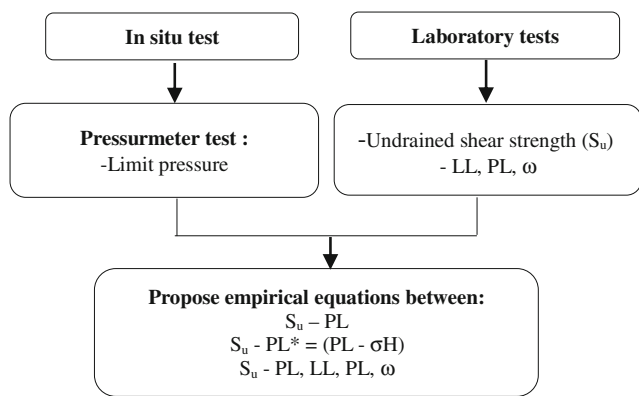 In situ test
Laboratory tests
Pressurmeter test :
-Limit pressure
-Undrained shear strength (Sᵤ)
- LL, PL, ω
Propose empirical equations between:
Sᵤ – PL
Sᵤ - PL* = (PL - σH)
Sᵤ - PL, LL, PL, ω